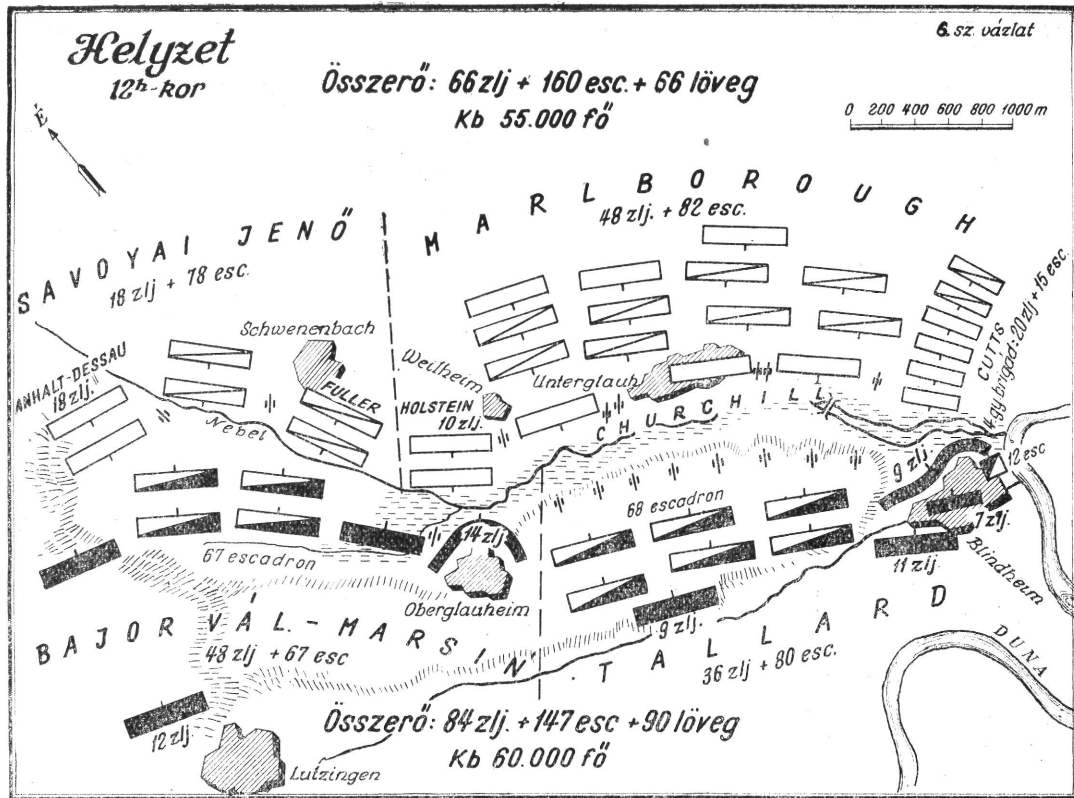 6. sz. vázlat
Helyzet
12ʰ-kor
Összerő: 66 zlj + 160 esc. + 66 löveg
Kb 55.000 fő
0 200 400 600 800 1000 m
É
MARLBOROUGH
48 zlj. + 82 esc.
SAVOYAI JENŐ
18 zlj + 78 esc.
Schwenenbach
Weilheim
Unterglauh
CUTTS
4 gy brigád: 20 zlj + 15 esc.
ANHALT-DESSAU
18 zlj.
FULLER
Nebel
HOLSTEIN
10 zlj.
CHURCHILL
9 zlj.
12 esc
7 zlj.
11 zlj
Blindheim
68 escadron
14 zlj
67 escadron
Oberglauheim
9 zlj.
BAJOR VÁL.-MARSIN
48 zlj + 67 esc
TALLARD
36 zlj + 80 esc.
DUNA
12 zlj.
Lutzingen
Összerő: 84 zlj. + 147 esc + 90 löveg
Kb 60.000 fő